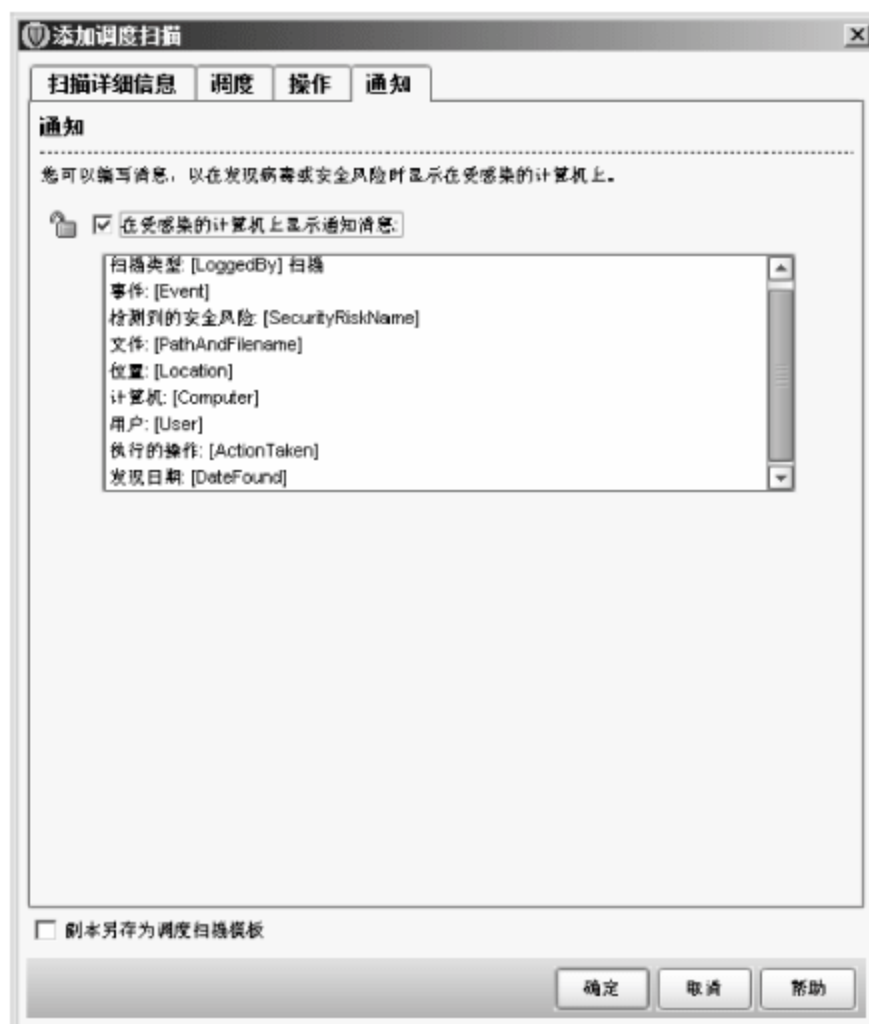 添加调度扫描
扫描详细信息 调度 操作 通知
通知
您可以编写消息，以在发现病毒或安全风险时显示在受感染的计算机上。
在受感染的计算机上显示通知消息:
扫描类型: [LoggedBy] 扫描
事件: [Event]
检测到的安全风险: [SecurityRiskName]
文件: [PathAndFilename]
位置: [Location]
计算机: [Computer]
用户: [User]
执行的操作: [ActionTaken]
发现日期: [DateFound]
副本另存为调度扫描模板
确定 取消 帮助